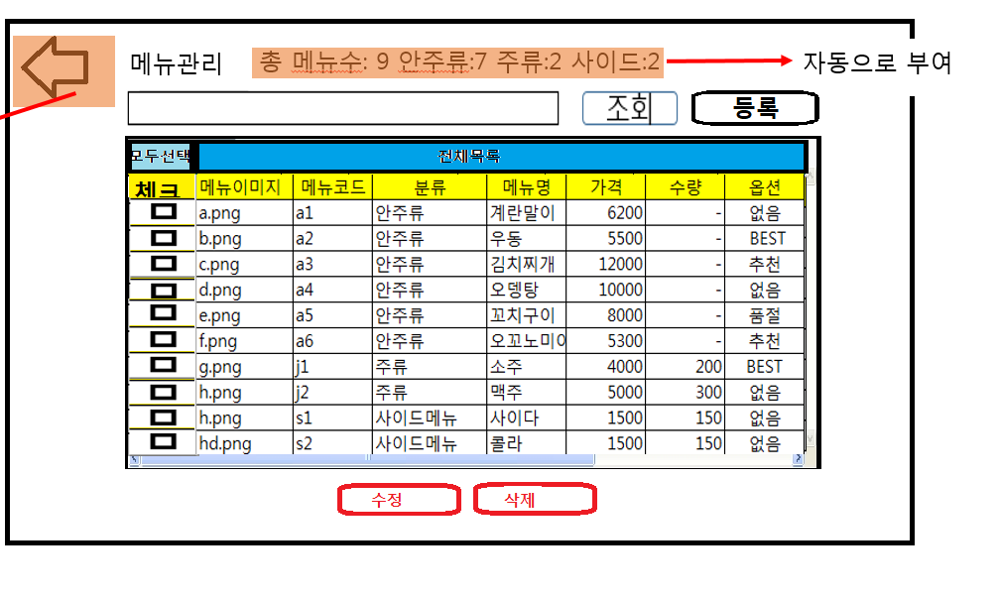 메뉴관리 총 메뉴수: 9 안주류:7 주류:2 사이드:2 자동으로 부여
조회 등록
모두선택 전체목록
체크 메뉴이미지 메뉴코드 분류 메뉴명 가격 수량 옵션
a.png a1 안주류 계란말이 6200 - 없음
b.png a2 안주류 우동 5500 - BEST
c.png a3 안주류 김치찌개 12000 - 추천
d.png a4 안주류 오뎅탕 10000 - 없음
e.png a5 안주류 꼬치구이 8000 - 품절
f.png a6 안주류 오꼬노미 5300 - 추천
g.png j1 주류 소주 4000 200 BEST
h.png j2 주류 맥주 5000 300 없음
h.png s1 사이드메뉴 사이다 1500 150 없음
hd.png s2 사이드메뉴 콜라 1500 150 없음
수정 삭제